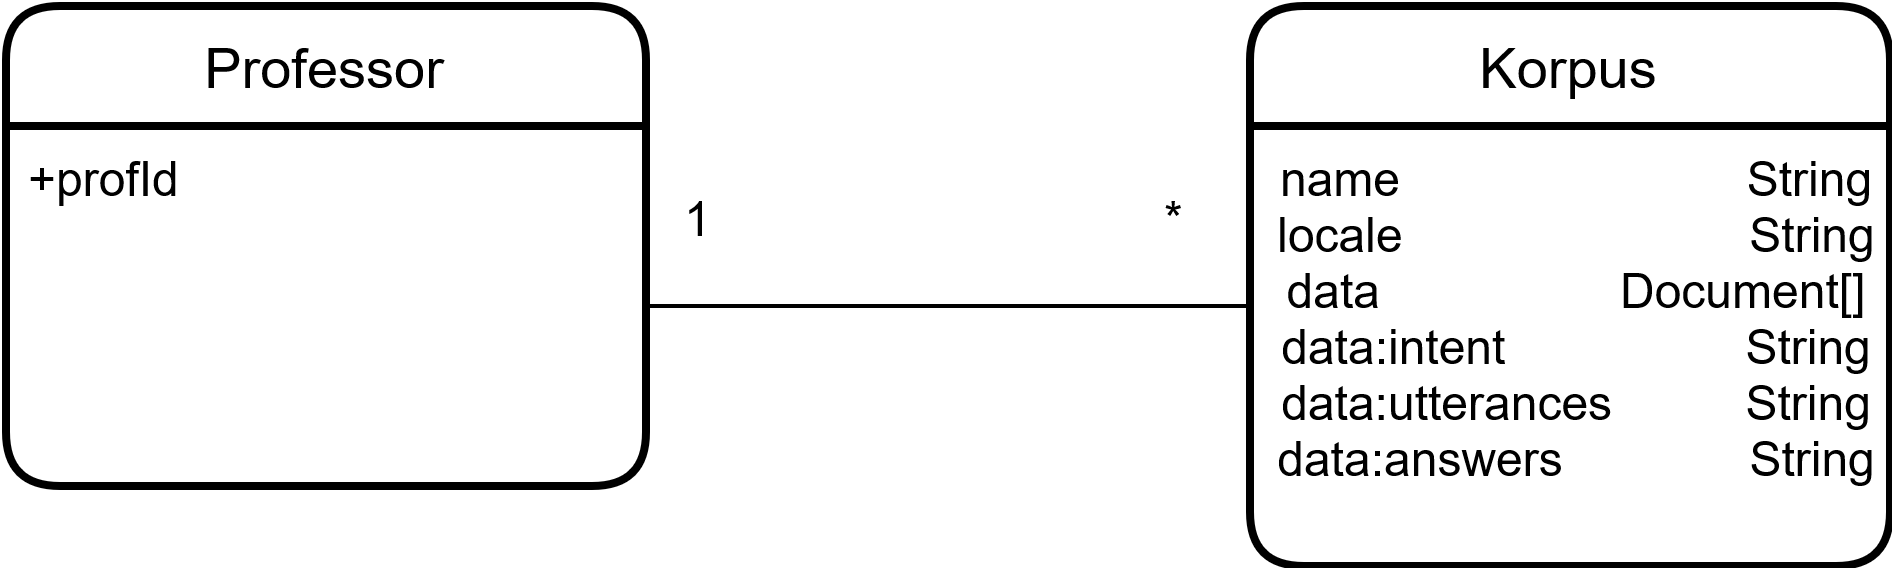 Professor
+profId
1
*
Korpus
name String
locale String
data Document[]
data:intent String
data:utterances String
data:answers String